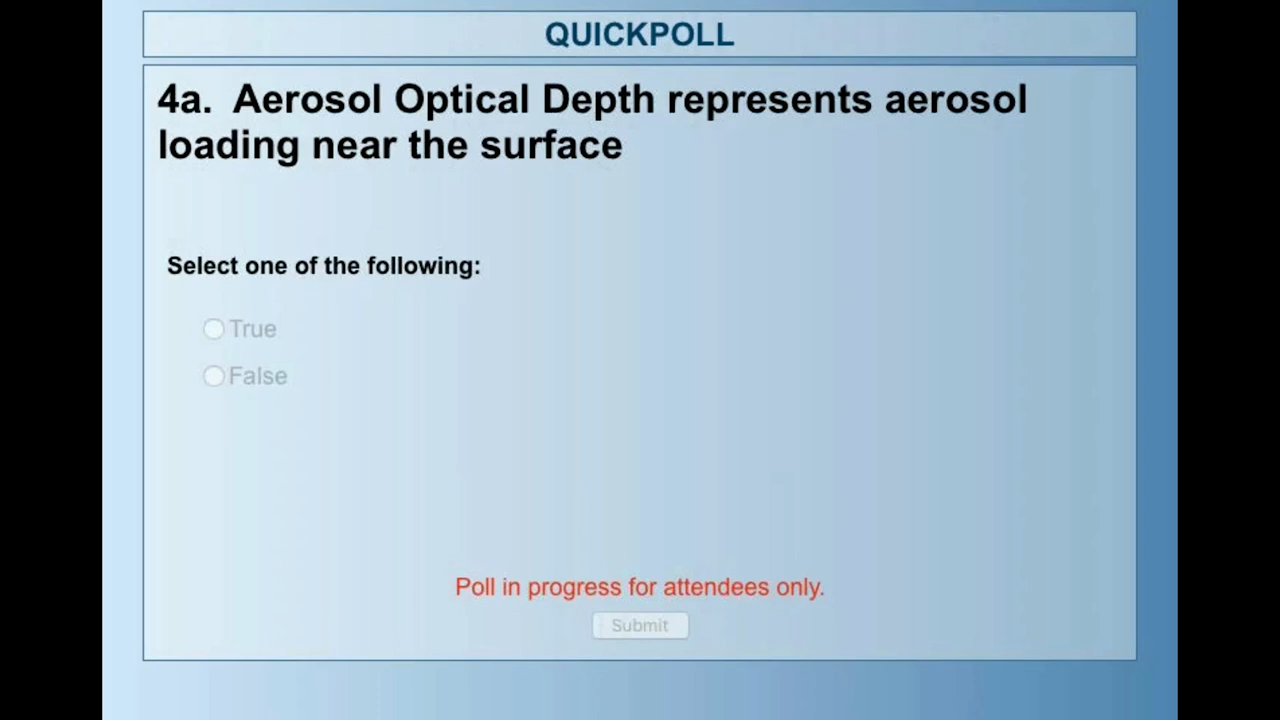 QUICKPOLL
4a. Aerosol Optical Depth represents aerosol
loading near the surface
Select one of the following:
True
False
Poll in progress for attendees only.
Submit